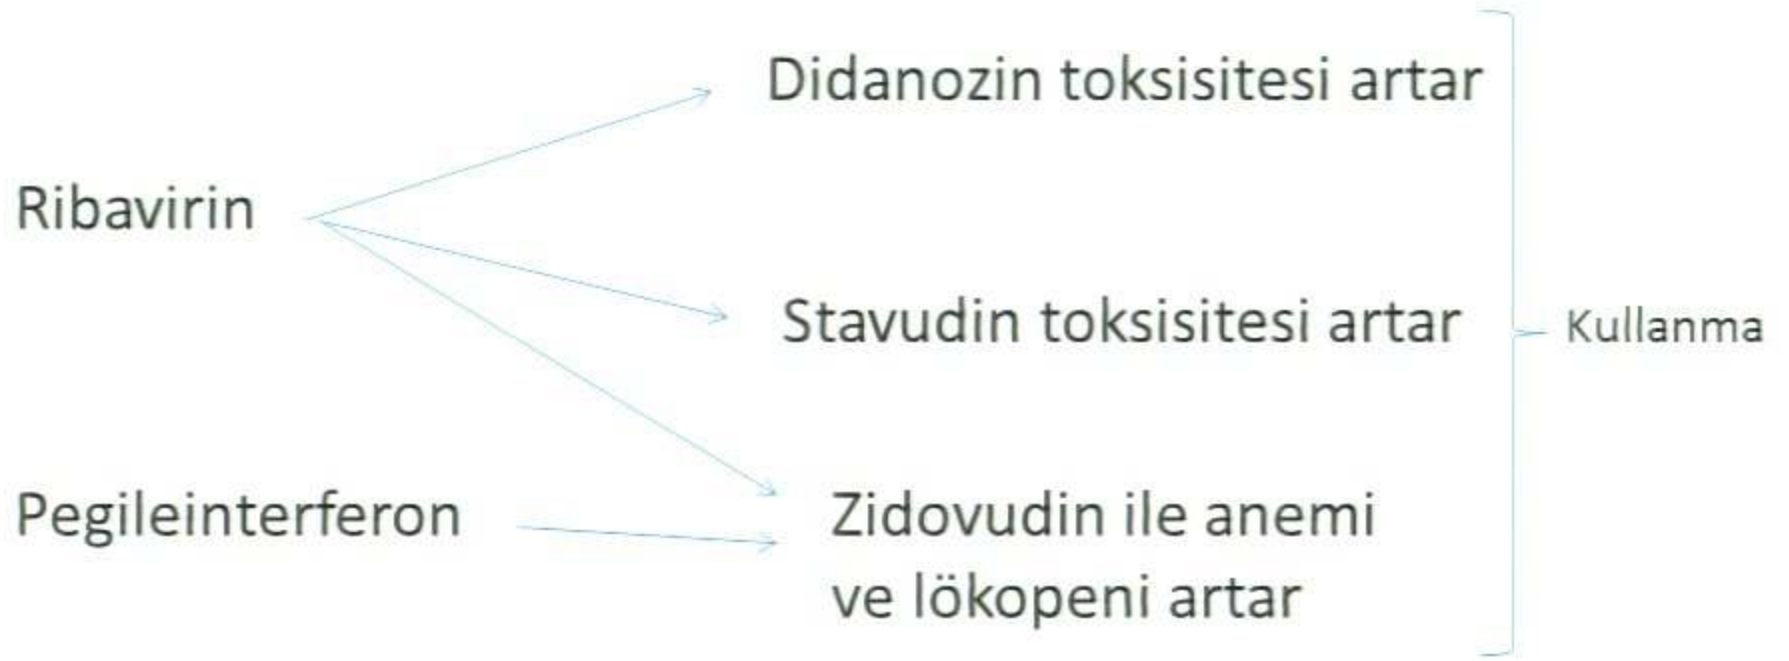 Didanozin toksisitesi artar
Ribavirin
Stavudin toksisitesi artar
Kullanma
Pegileinterferon
Zidovudin ile anemi
ve lökopeni artar